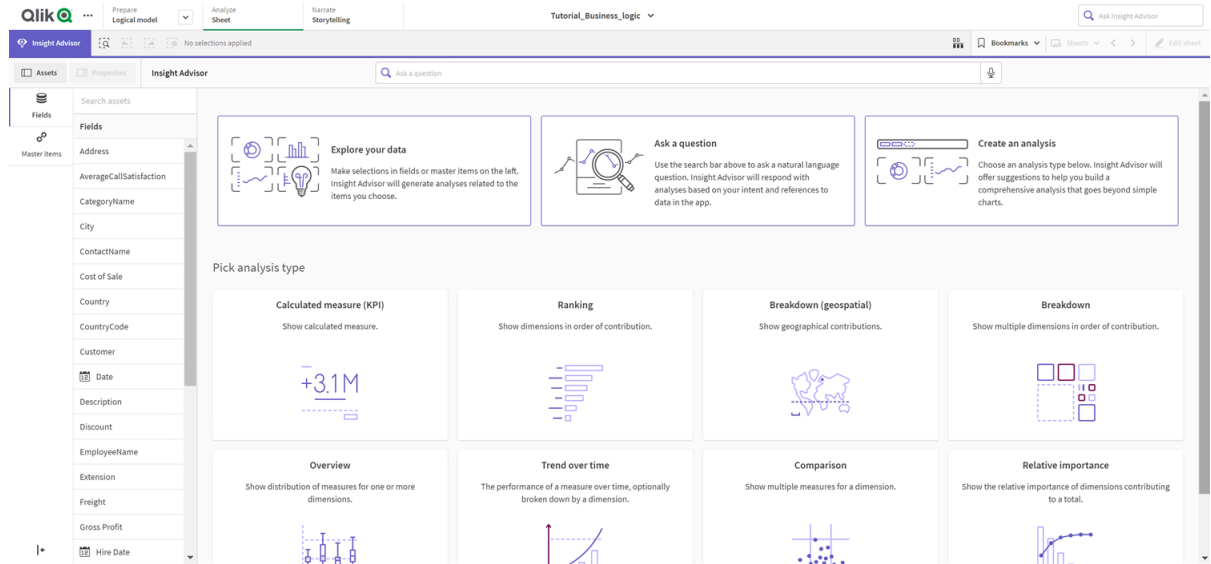 Qlik
Prepare
Logical model
Analyze
Sheet
Narrate
Storytelling
Tutorial_Business_logic
Ask Insight Advisor
Insight Advisor
No selections applied
Bookmarks
Sheets
Edit sheet
Assets
Properties
Insight Advisor
Ask a question
Fields
Master items
Search assets
Fields
Address
AverageCallSatisfaction
CategoryName
City
ContactName
Cost of Sale
Country
CountryCode
Customer
Date
Description
Discount
EmployeeName
Extension
Freight
Gross Profit
Hire Date
Explore your data
Make selections in fields or master items on the left.
Insight Advisor will generate analyses related to the
items you choose.
Ask a question
Use the search bar above to ask a natural language
question. Insight Advisor will respond with
analyses based on your intent and references to
data in the app.
Create an analysis
Choose an analysis type below. Insight Advisor will
offer suggestions to help you build a
comprehensive analysis that goes beyond simple
charts.
Pick analysis type
Calculated measure (KPI)
Show calculated measure.
+3.1M
Ranking
Show dimensions in order of contribution.
Breakdown (geospatial)
Show geographical contributions.
Breakdown
Show multiple dimensions in order of contribution.
Overview
Show distribution of measures for one or more
dimensions.
Trend over time
The performance of a measure over time, optionally
broken down by a dimension.
Comparison
Show multiple measures for a dimension.
Relative importance
Show the relative importance of dimensions contributing
to a total.